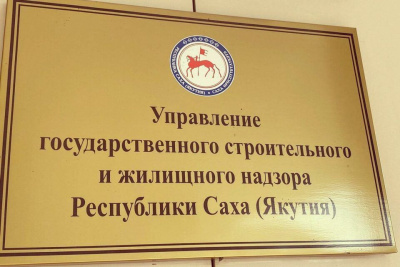 Управление
государственного строительного
и жилищного надзора
Республики Саха (Якутия)